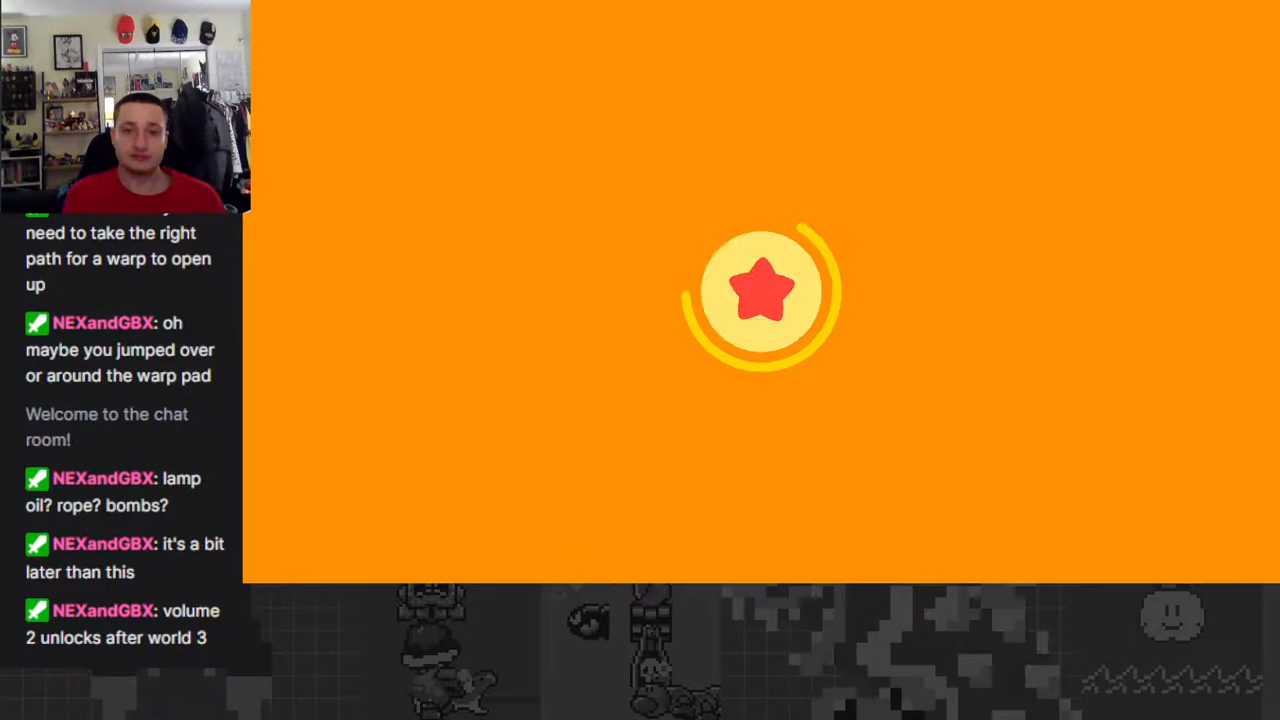 need to take the right
path for a warp to open
up
NEXandGBX: oh
maybe you jumped over
or around the warp pad
Welcome to the chat
room!
NEXandGBX: lamp
oil? rope? bombs?
NEXandGBX: it's a bit
later than this
NEXandGBX: volume
2 unlocks after world 3